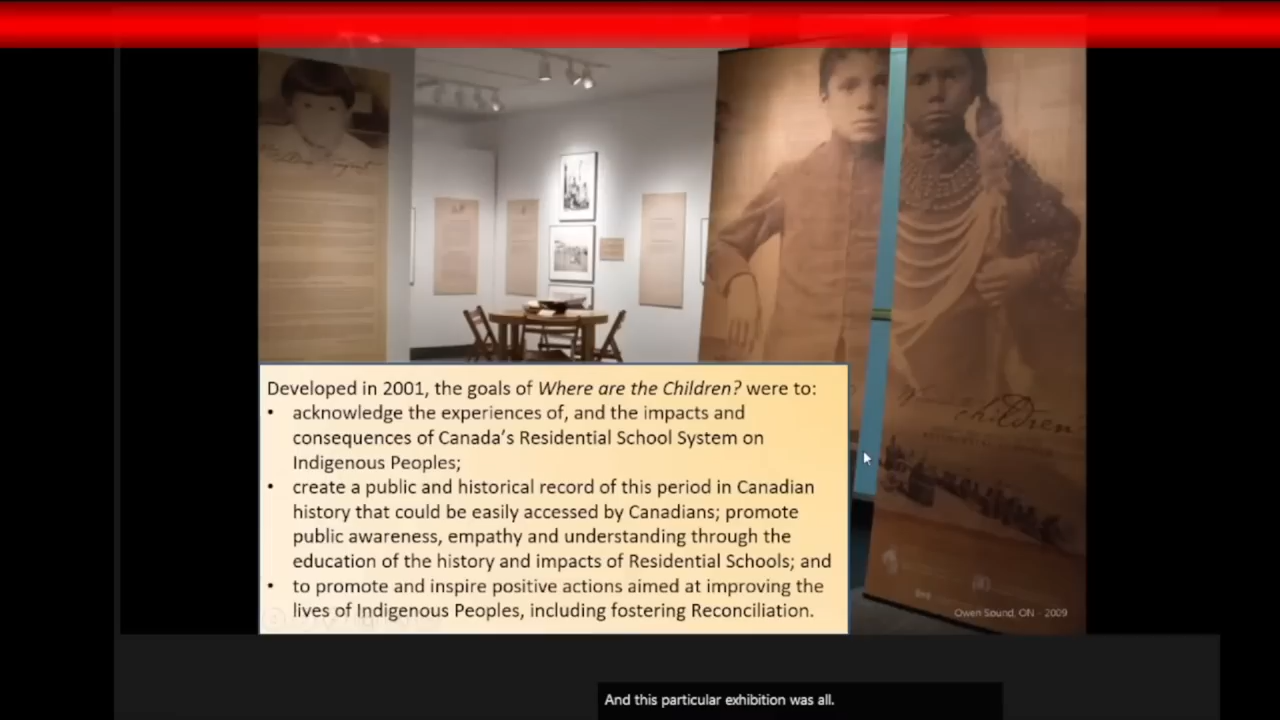 children
Developed in 2001, the goals of Where are the Children? were to:
• acknowledge the experiences of, and the impacts and
consequences of Canada's Residential School System on
Indigenous Peoples;
• create a public and historical record of this period in Canadian
history that could be easily accessed by Canadians; promote
public awareness, empathy and understanding through the
education of the history and impacts of Residential Schools; and
• to promote and inspire positive actions aimed at improving the
lives of Indigenous Peoples, including fostering Reconciliation.
Owen Sound, ON - 2009
And this particular exhibition was all.